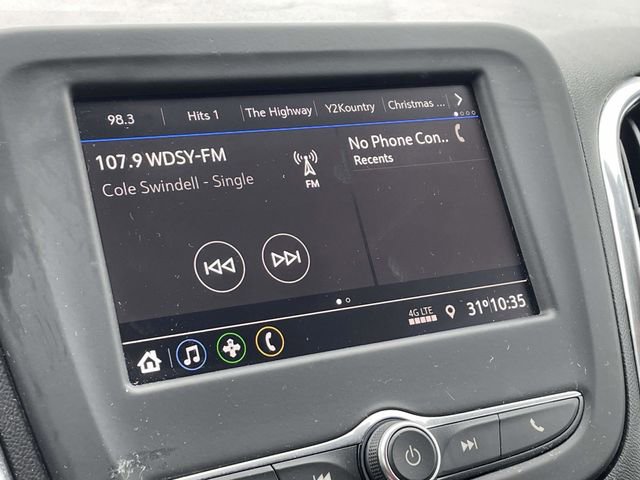 98.3 Hits 1 The Highway Y2Kountry Christmas ...
107.9 WDSY-FM
Cole Swindell - Single
FM
No Phone Con..
Recents
4G LTE 31° 10:35